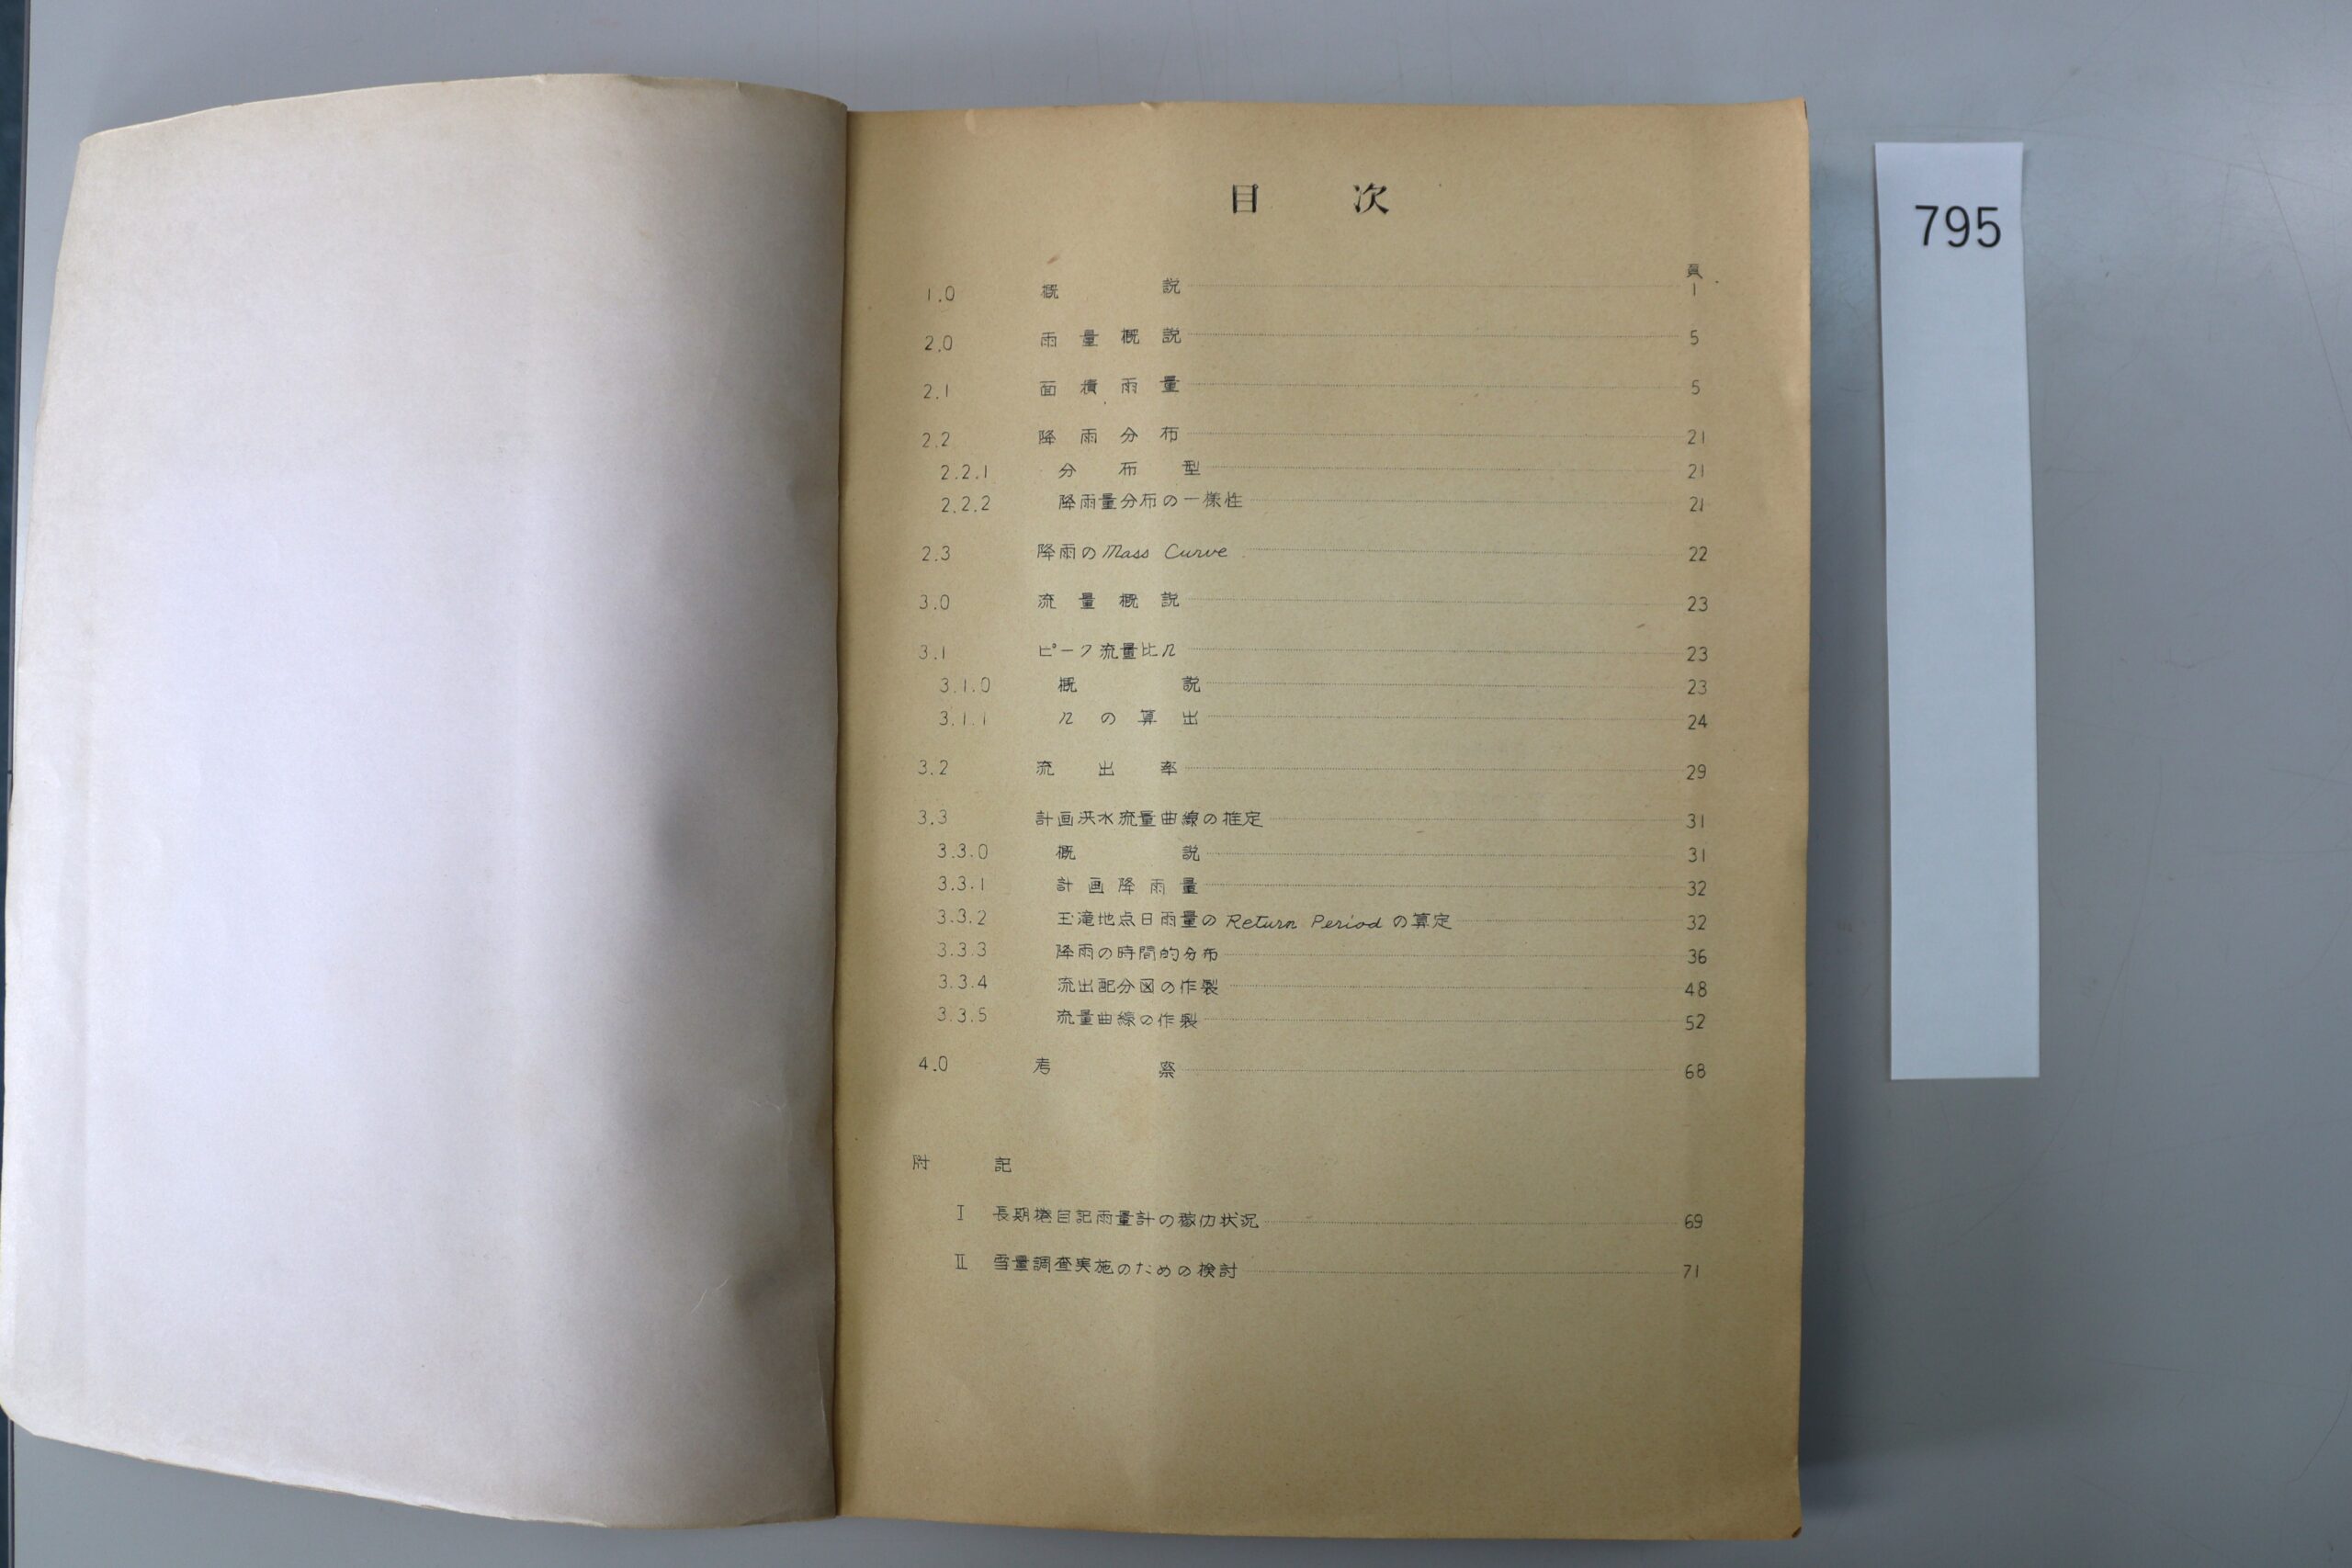 目次
頁
1.0 概説 1
2.0 雨量概説 5
2.1 面積雨量 5
2.2 降雨分布 21
2.2.1 分布型 21
2.2.2 降雨量分布の一様性 21
2.3 降雨のMass Curve 22
3.0 流量概説 23
3.1 ピーク流量比n 23
3.1.0 概説 23
3.1.1 nの算出 24
3.2 流出率 29
3.3 計画洪水流量曲線の推定 31
3.3.0 概説 31
3.3.1 計画降雨量 32
3.3.2 玉滝地点日雨量のReturn Periodの算定 32
3.3.3 降雨の時間的分布 36
3.3.4 流出配分図の作製 48
3.3.5 流量曲線の作製 52
4.0 考察 68
附記
I 長期捲自記雨量計の稼仂状況 69
II 雪量調査実施のための検討 71
795